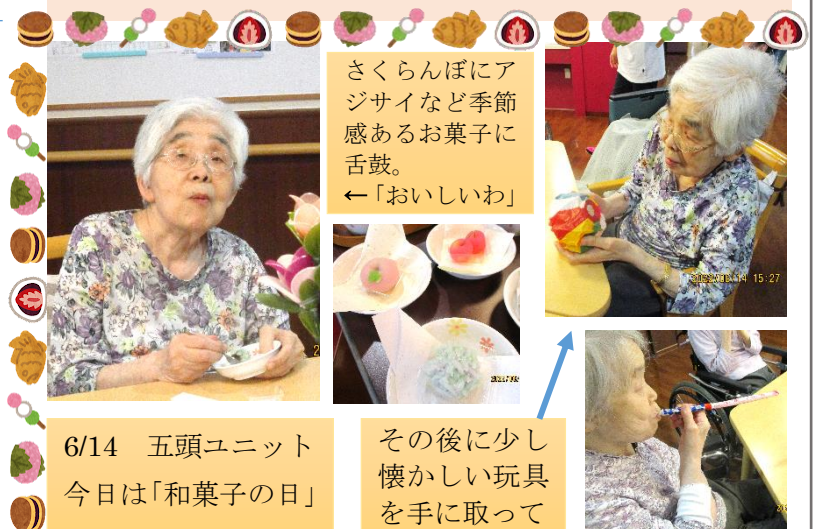 さくらんぼにア
ジサイなど季節
感あるお菓子に
舌鼓。
←「おいしいわ」
6/14　五頭ユニット
今日は「和菓子の日」
その後に少し
懐かしい玩具
を手に取って